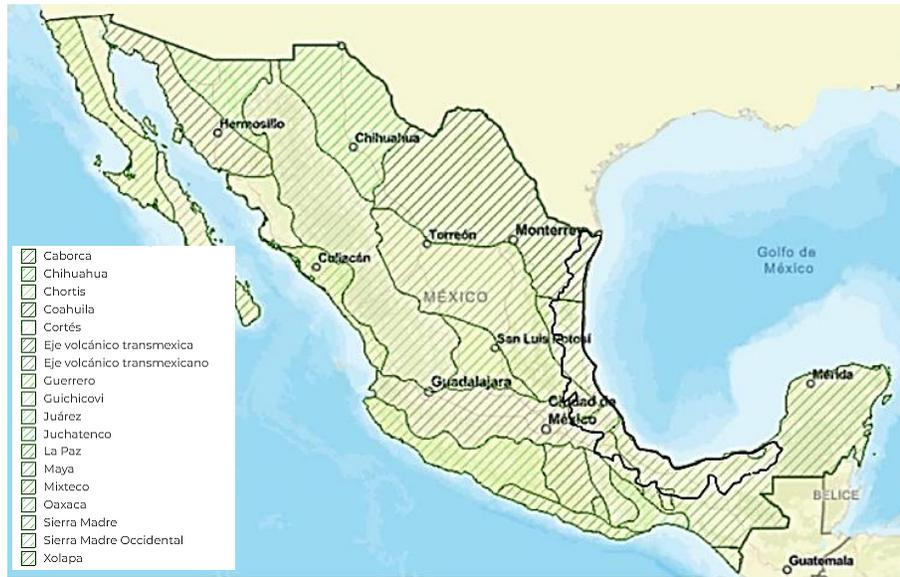 Hermosillo
Chihuahua
Torreón
Monterrey
Culiacán
MÉXICO
Golfo de
México
San Luis Potosí
Mérida
Guadalajara
Ciudad de
México
BELICE
Guatemala
Caborca
Chihuahua
Chortis
Coahuila
Cortés
Eje volcánico transmexica
Eje volcánico transmexicano
Guerrero
Guichicovi
Juárez
Juchatenco
La Paz
Maya
Mixteco
Oaxaca
Sierra Madre
Sierra Madre Occidental
Xolapa